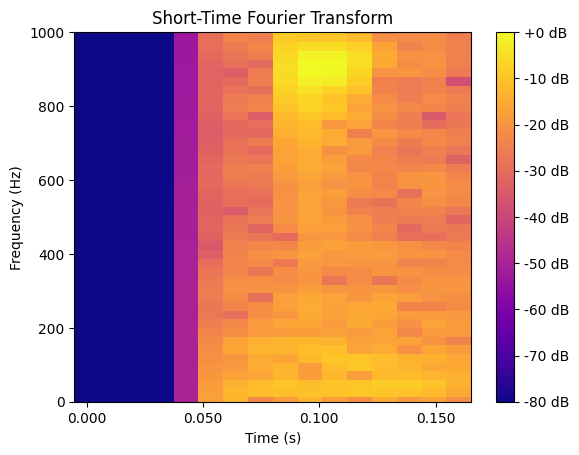 Short-Time Fourier Transform
1000
800
600
400
200
0
Frequency (Hz)
0.000
0.050
0.100
0.150
Time (s)
+0 dB
-10 dB
-20 dB
-30 dB
-40 dB
-50 dB
-60 dB
-70 dB
-80 dB